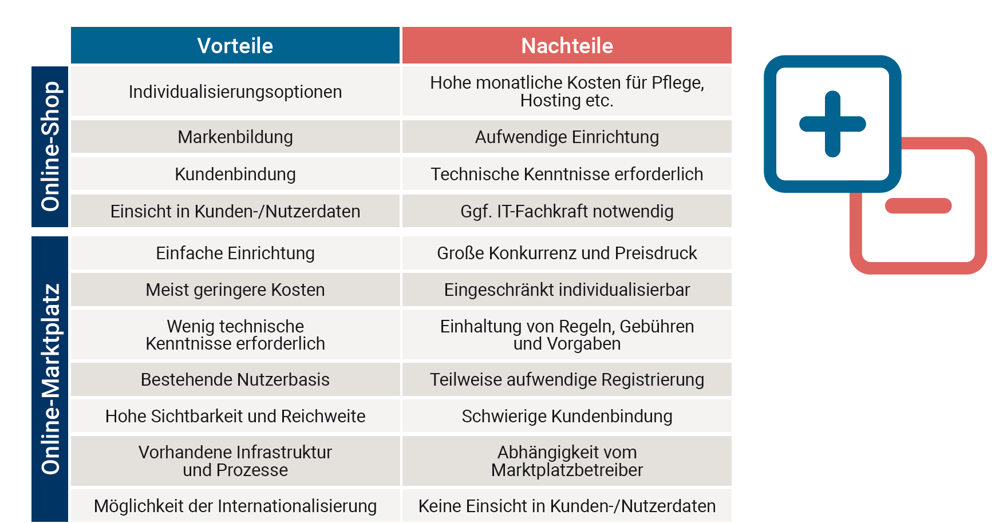 Vorteile
Nachteile
Online-Shop
Individualisierungsoptionen
Hohe monatliche Kosten für Pflege,
Hosting etc.
Markenbildung
Aufwendige Einrichtung
Kundenbindung
Technische Kenntnisse erforderlich
Einsicht in Kunden-/Nutzerdaten
Ggf. IT-Fachkraft notwendig
Online-Marktplatz
Einfache Einrichtung
Große Konkurrenz und Preisdruck
Meist geringere Kosten
Eingeschränkt individualisierbar
Wenig technische
Kenntnisse erforderlich
Einhaltung von Regeln, Gebühren
und Vorgaben
Bestehende Nutzerbasis
Teilweise aufwendige Registrierung
Hohe Sichtbarkeit und Reichweite
Schwierige Kundenbindung
Vorhandene Infrastruktur
und Prozesse
Abhängigkeit vom
Marktplatzbetreiber
Möglichkeit der Internationalisierung
Keine Einsicht in Kunden-/Nutzerdaten